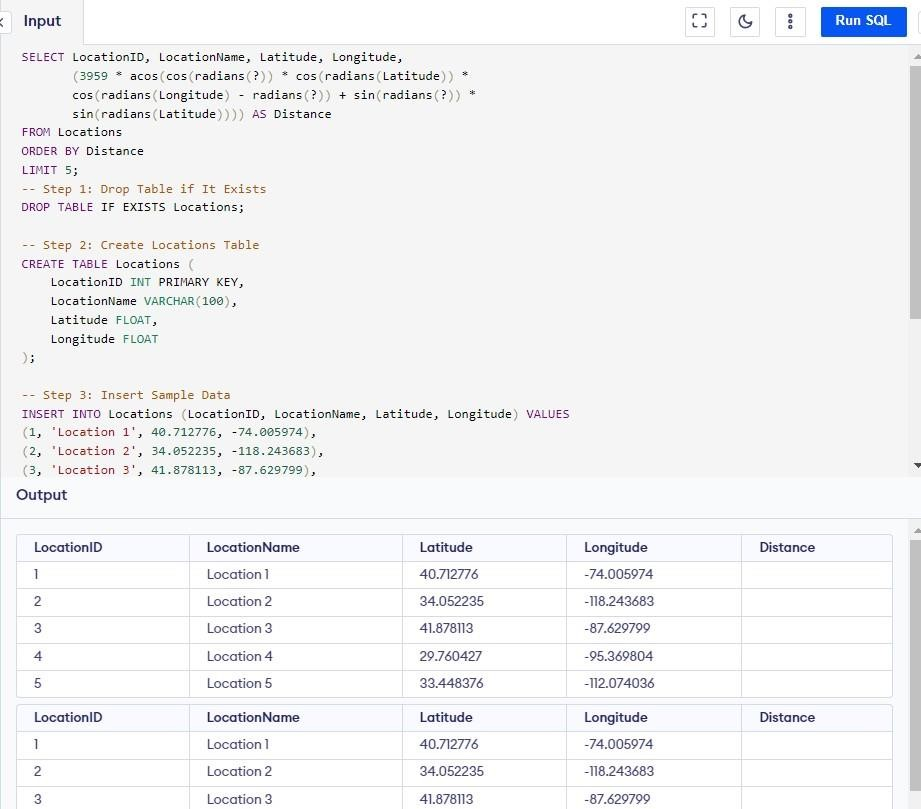 Input
Run SQL
SELECT LocationID, LocationName, Latitude, Longitude,
(3959 * acos(cos(radians(?)) * cos(radians(Latitude)) *
cos(radians(Longitude) - radians(?)) + sin(radians(?)) *
sin(radians(Latitude)))) AS Distance
FROM Locations
ORDER BY Distance
LIMIT 5;
-- Step 1: Drop Table if It Exists
DROP TABLE IF EXISTS Locations;
-- Step 2: Create Locations Table
CREATE TABLE Locations (
LocationID INT PRIMARY KEY,
LocationName VARCHAR(100),
Latitude FLOAT,
Longitude FLOAT
);
-- Step 3: Insert Sample Data
INSERT INTO Locations (LocationID, LocationName, Latitude, Longitude) VALUES
(1, 'Location 1', 40.712776, -74.005974),
(2, 'Location 2', 34.052235, -118.243683),
(3, 'Location 3', 41.878113, -87.629799),
Output
LocationID LocationName Latitude Longitude Distance
1 Location 1 40.712776 -74.005974
2 Location 2 34.052235 -118.243683
3 Location 3 41.878113 -87.629799
4 Location 4 29.760427 -95.369804
5 Location 5 33.448376 -112.074036
LocationID LocationName Latitude Longitude Distance
1 Location 1 40.712776 -74.005974
2 Location 2 34.052235 -118.243683
3 Location 3 41.878113 -87.629799